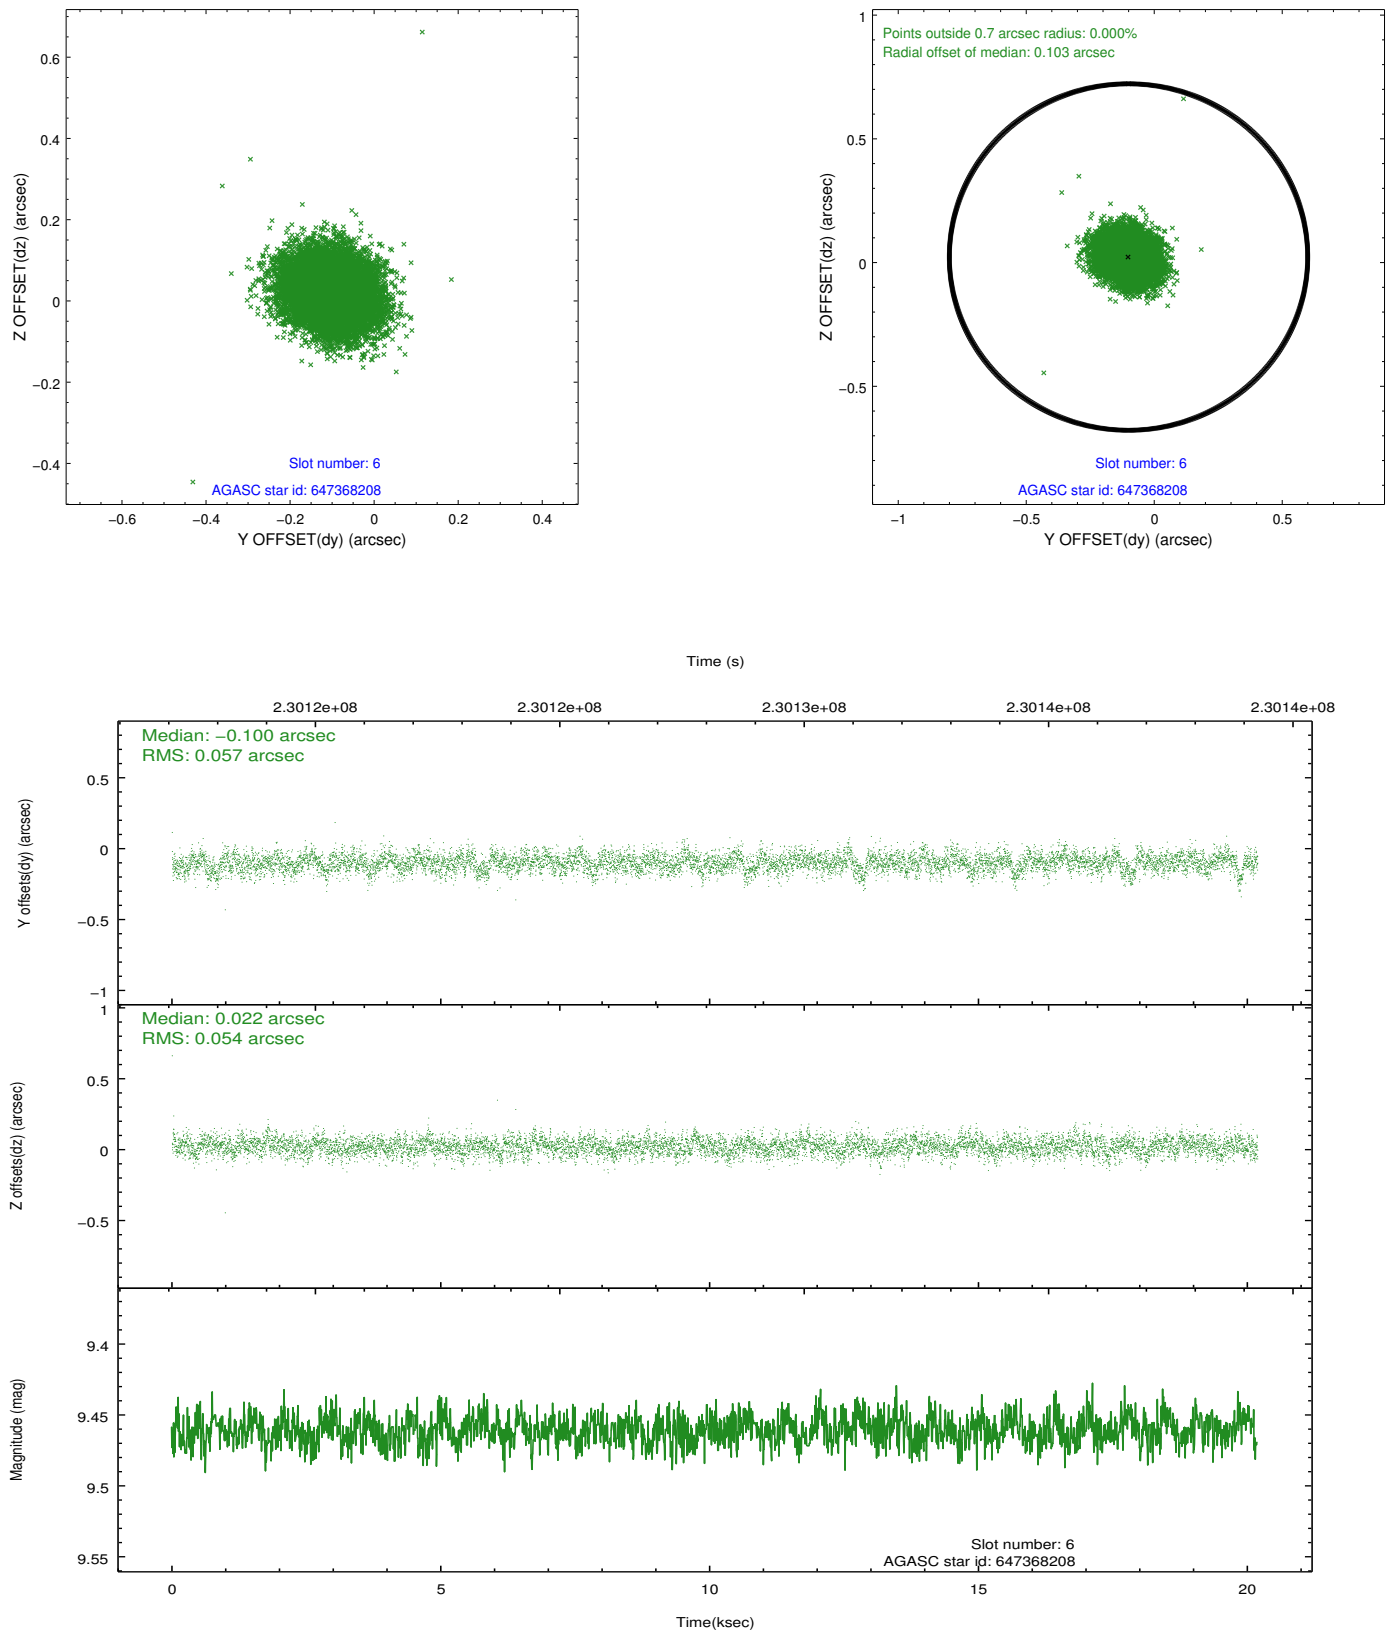 0.6
0.4
0.2
0
−0.2
−0.4
Z OFFSET(dz) (arcsec)
Slot number: 6
AGASC star id: 647368208
−0.6 −0.4 −0.2 0 0.2 0.4
Y OFFSET(dy) (arcsec)
Points outside 0.7 arcsec radius: 0.000%
Radial offset of median: 0.103 arcsec
1
0.5
0
−0.5
Z OFFSET(dz) (arcsec)
Slot number: 6
AGASC star id: 647368208
−1 −0.5 0 0.5
Y OFFSET(dy) (arcsec)
Time (s)
2.3012e+08 2.3012e+08 2.3013e+08 2.3014e+08 2.3014e+08
Median: −0.100 arcsec
RMS: 0.057 arcsec
0.5
0
−0.5
−1
Y offsets(dy) (arcsec)
Median: 0.022 arcsec
RMS: 0.054 arcsec
1
0.5
0
−0.5
Z offsets(dz) (arcsec)
9.4
9.45
9.5
9.55
Magnitude (mag)
Slot number: 6
AGASC star id: 647368208
0 5 10 15 20
Time(ksec)